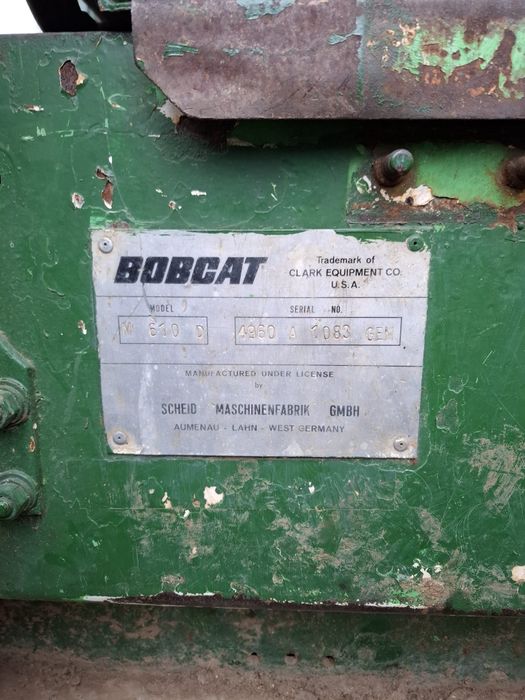 BOBCAT
Trademark of
CLARK EQUIPMENT CO.
U.S.A.
MODEL SERIAL NO.
M 610 D 4960 A 1083 GEM
MANUFACTURED UNDER LICENSE
by
SCHEID MASCHINENFABRIK GMBH
AUMENAU - LAHN - WEST GERMANY